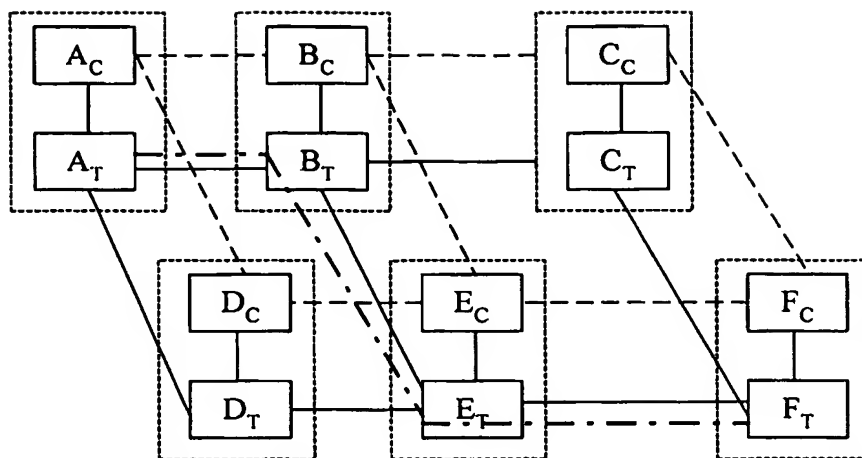 A_C B_C C_C
A_T B_T C_T
D_C E_C F_C
D_T E_T F_T